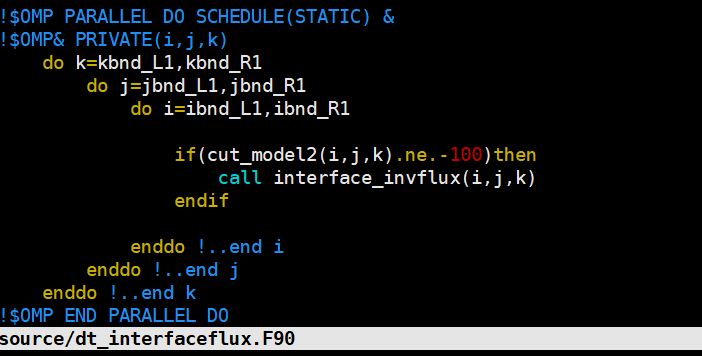 !$OMP PARALLEL DO SCHEDULE(STATIC) &
!$OMP& PRIVATE(i,j,k)
    do k=kbnd_L1,kbnd_R1
        do j=jbnd_L1,jbnd_R1
            do i=ibnd_L1,ibnd_R1
                if(cut_model2(i,j,k).ne.-100)then
                    call interface_invflux(i,j,k)
                endif
            enddo !..end i
        enddo !..end j
    enddo !..end k
!$OMP END PARALLEL DO
source/dt_interfaceflux.F90